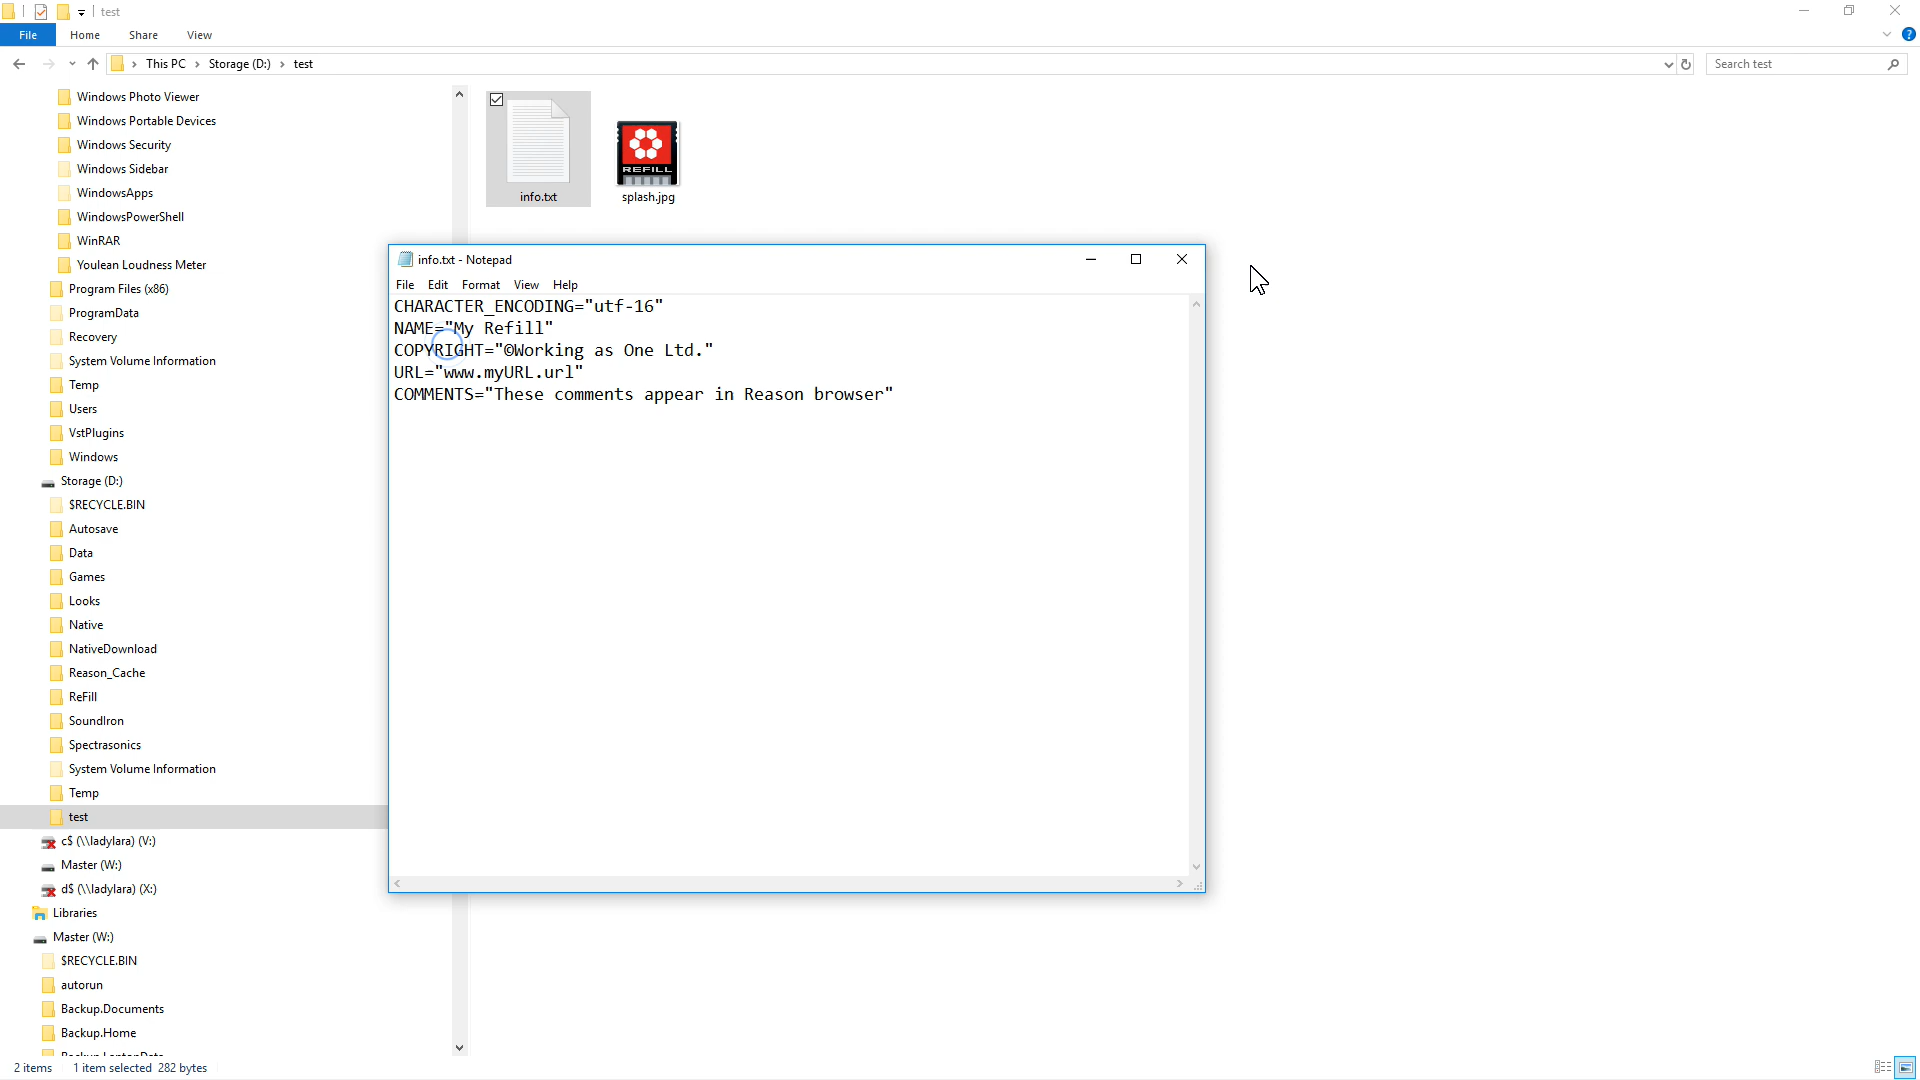 test
File Home Share View
This PC > Storage (D:) > test
Search test
Windows Photo Viewer
Windows Portable Devices
Windows Security
Windows Sidebar
WindowsApps
WindowsPowerShell
WinRAR
Youlean Loudness Meter
Program Files (x86)
ProgramData
Recovery
System Volume Information
Temp
Users
VstPlugins
Windows
Storage (D:)
$RECYCLE.BIN
Autosave
Data
Games
Looks
Native
NativeDownload
Reason_Cache
ReFill
SoundIron
Spectrasonics
System Volume Information
Temp
test
c$ (\\ladylara) (V:)
Master (W:)
d$ (\\ladylara) (X:)
Libraries
Master (W:)
$RECYCLE.BIN
autorun
Backup.Documents
Backup.Home
REFILL
info.txt
splash.jpg
info.txt - Notepad
File Edit Format View Help
CHARACTER_ENCODING="utf-16"
NAME="My Refill"
COPYRIGHT="©Working as One Ltd."
URL="www.myURL.url"
COMMENTS="These comments appear in Reason browser"
2 items 1 item selected 282 bytes